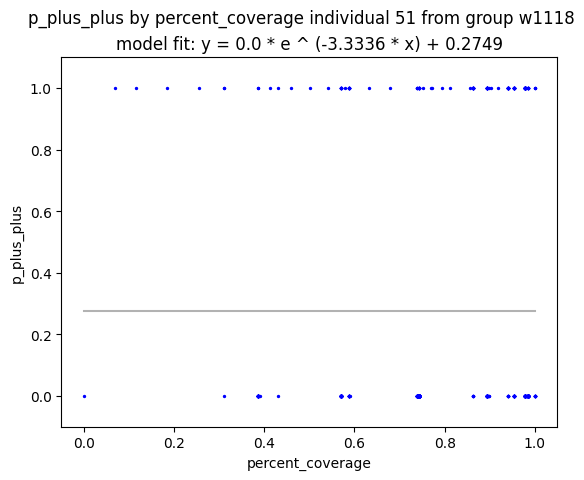 p_plus_plus by percent_coverage individual 51 from group w1118
model fit: y = 0.0 * e ^ (-3.3336 * x) + 0.2749
1.0
0.8
0.6
0.4
0.2
0.0
p_plus_plus
0.0 0.2 0.4 0.6 0.8 1.0
percent_coverage